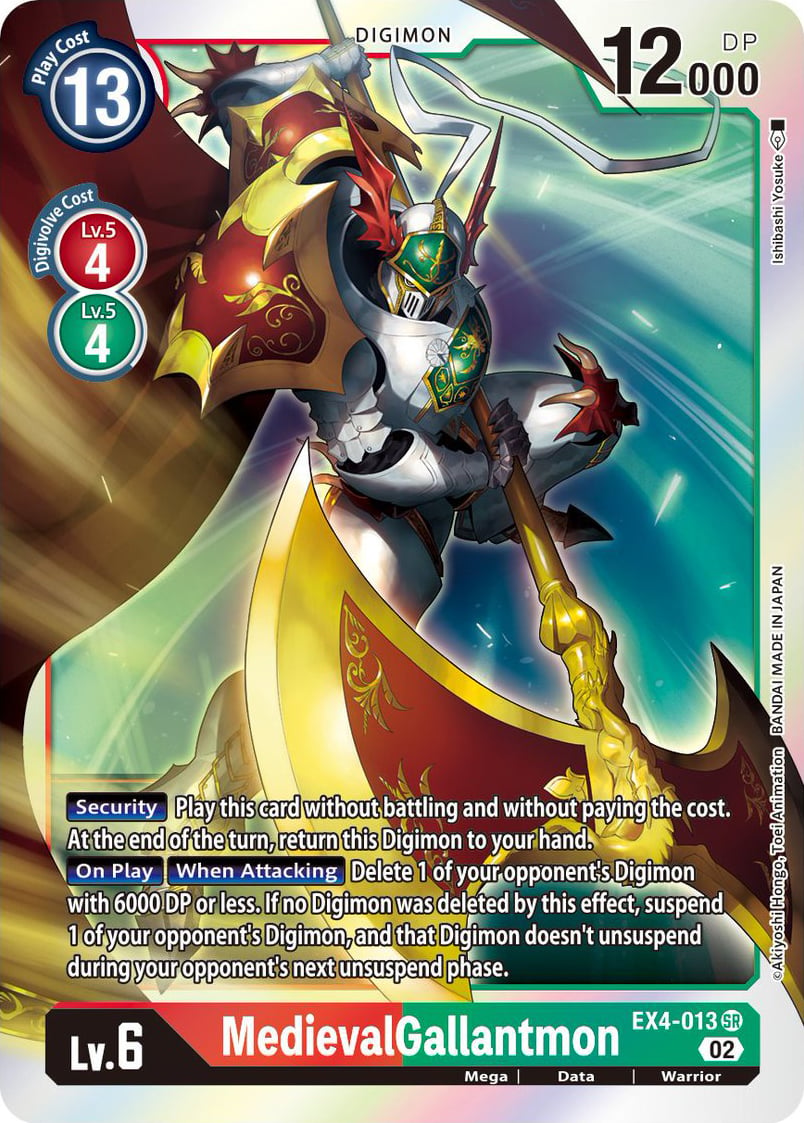 DIGIMON
Play Cost
13
12000
DP
Digivolve Cost
Lv.5
4
Lv.5
4
Ishibashi Yosuke
©Akiyoshi Hongo, Toei Animation BANDAI MADE IN JAPAN
Security Play this card without battling and without paying the cost.
At the end of the turn, return this Digimon to your hand.
On Play When Attacking Delete 1 of your opponent's Digimon
with 6000 DP or less. If no Digimon was deleted by this effect, suspend
1 of your opponent's Digimon, and that Digimon doesn't unsuspend
during your opponent's next unsuspend phase.
Lv.6
MedievalGallantmon
EX4-013 SR
02
Mega | Data | Warrior